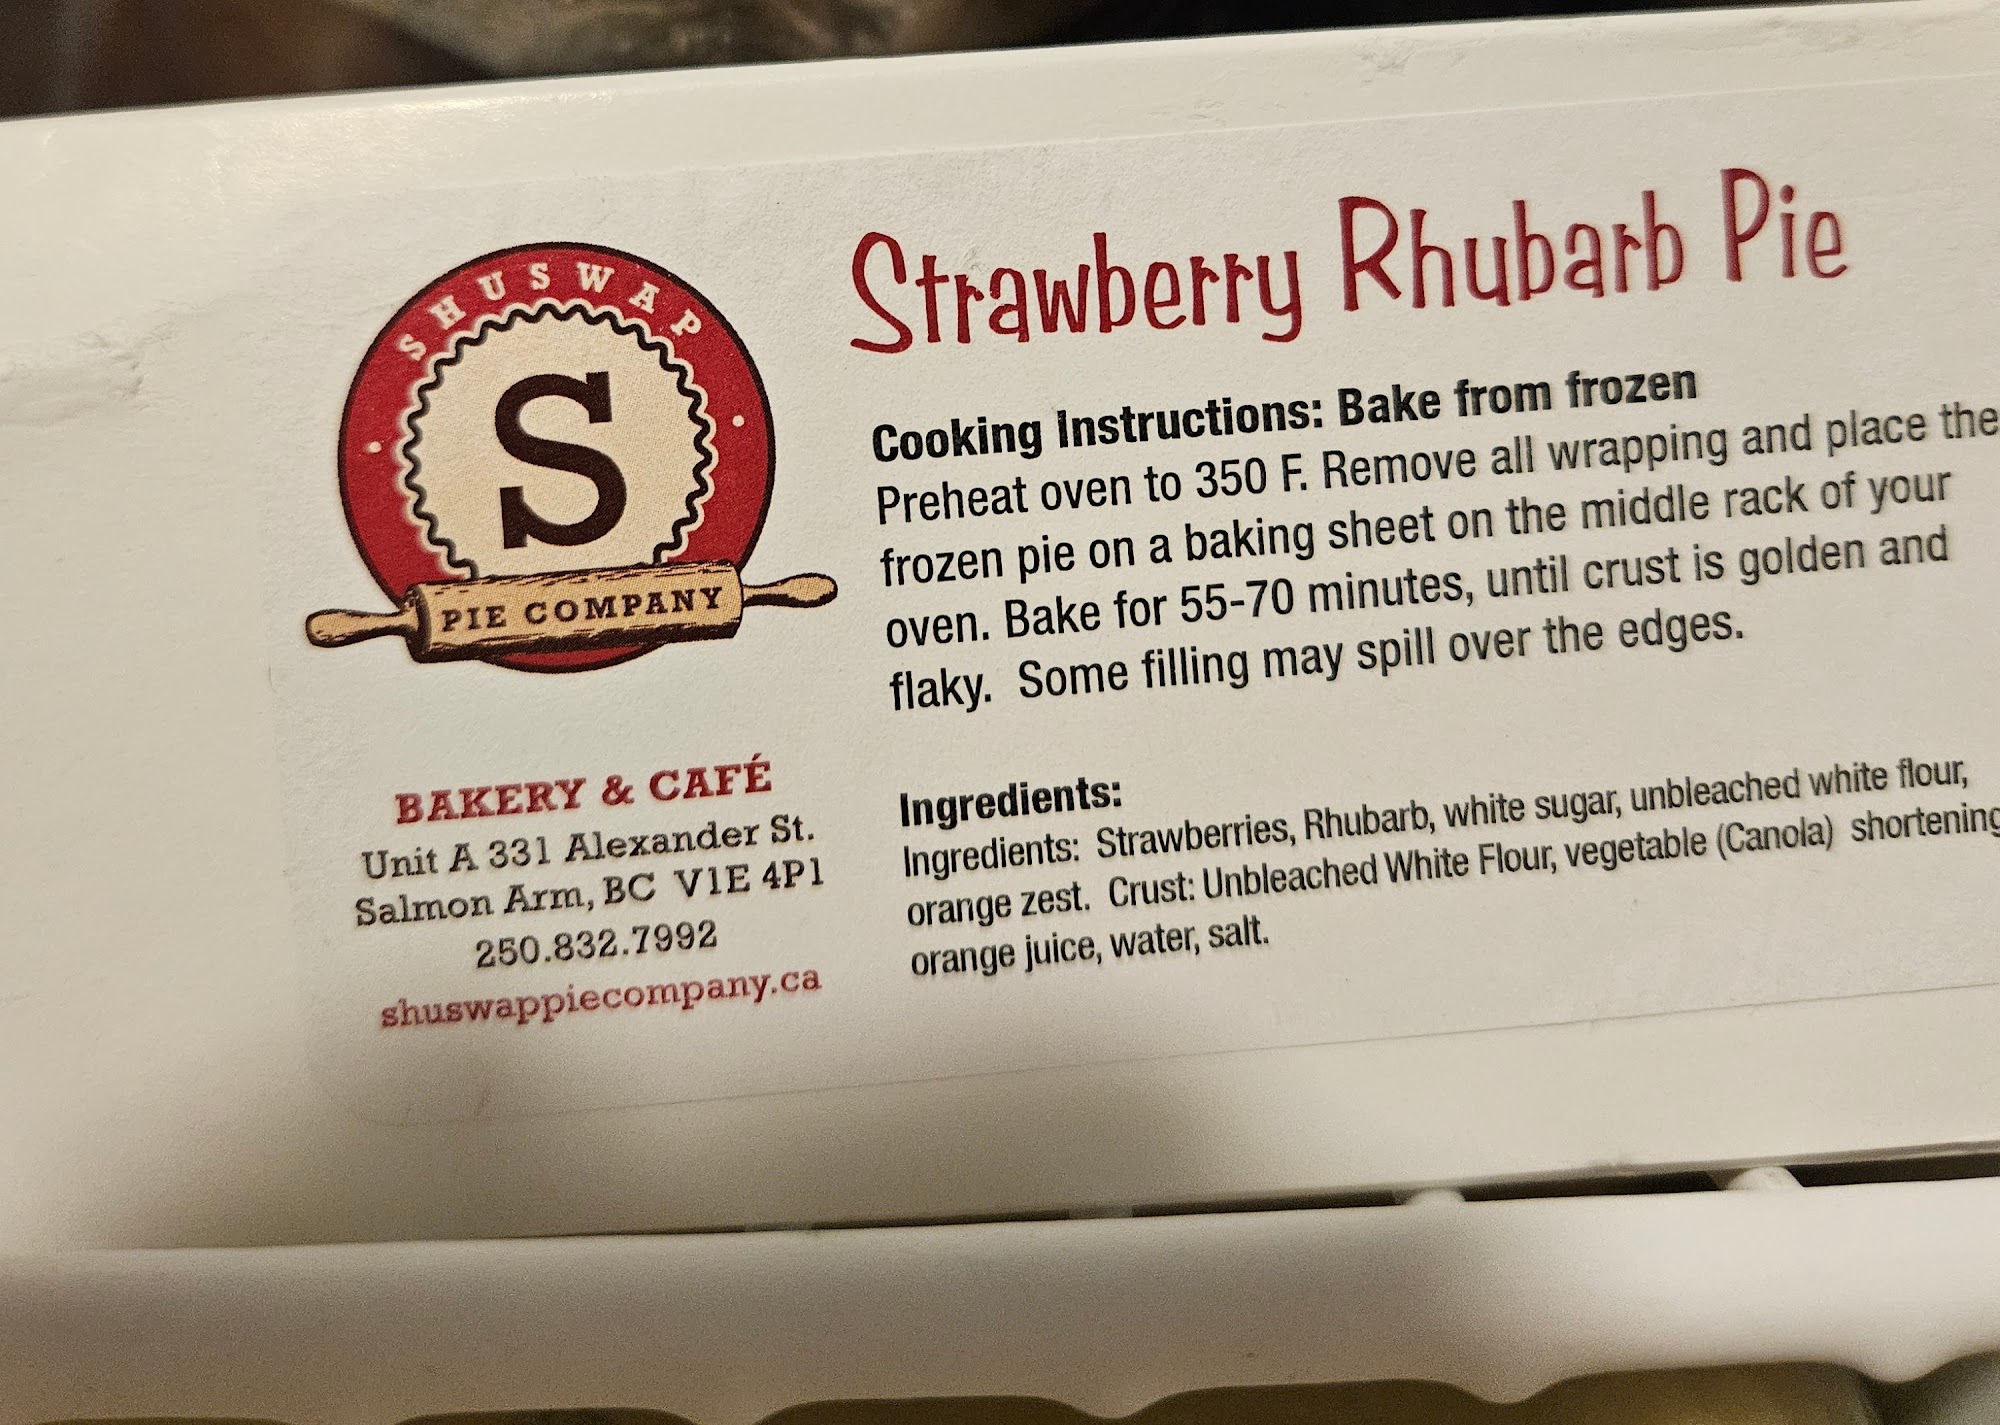 SHUSWAP
S
PIE COMPANY
BAKERY & CAFÉ
Unit A 331 Alexander St.
Salmon Arm, BC V1E 4P1
250.832.7992
shuswappiecompany.ca
Strawberry Rhubarb Pie
Cooking Instructions: Bake from frozen
Preheat oven to 350 F. Remove all wrapping and place the
frozen pie on a baking sheet on the middle rack of your
oven. Bake for 55-70 minutes, until crust is golden and
flaky. Some filling may spill over the edges.
Ingredients:
Ingredients: Strawberries, Rhubarb, white sugar, unbleached white flour,
orange zest. Crust: Unbleached White Flour, vegetable (Canola) shortening
orange juice, water, salt.